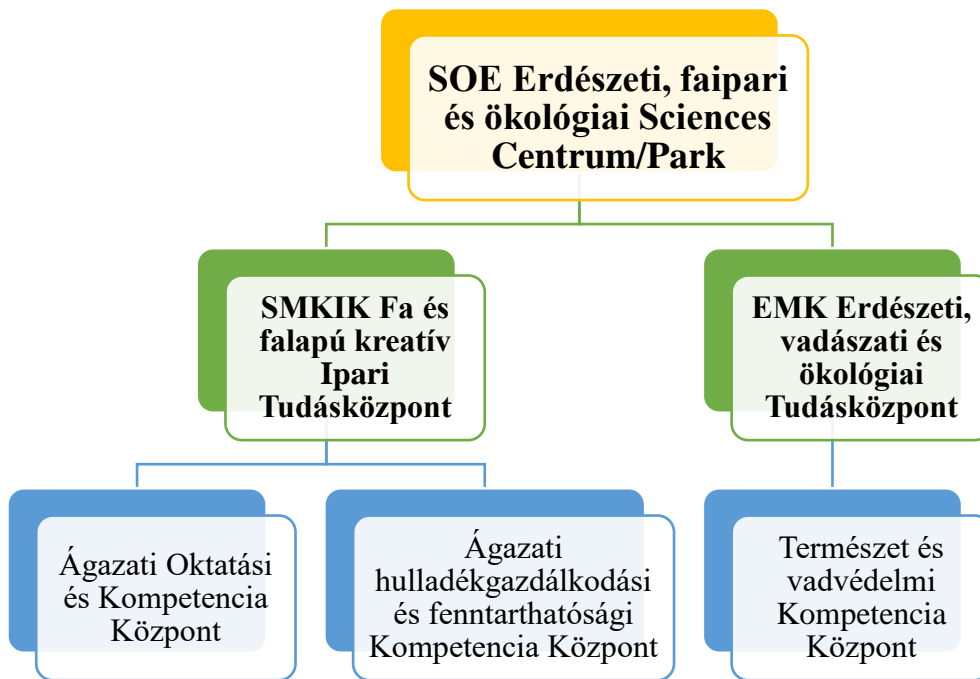 SOE Erdészeti, faipari
és ökológiai Sciences
Centrum/Park
SMKIK Fa és
falapú kreatív
Ipari
Tudásközpont
EMK Erdészeti,
vadászati és
ökológiai
Tudásközpont
Ágazati Oktatási
és Kompetencia
Központ
Ágazati
hulladékgazdálkodási
és fenntarthatósági
Kompetencia Központ
Természet és
vadvédelmi
Kompetencia
Központ